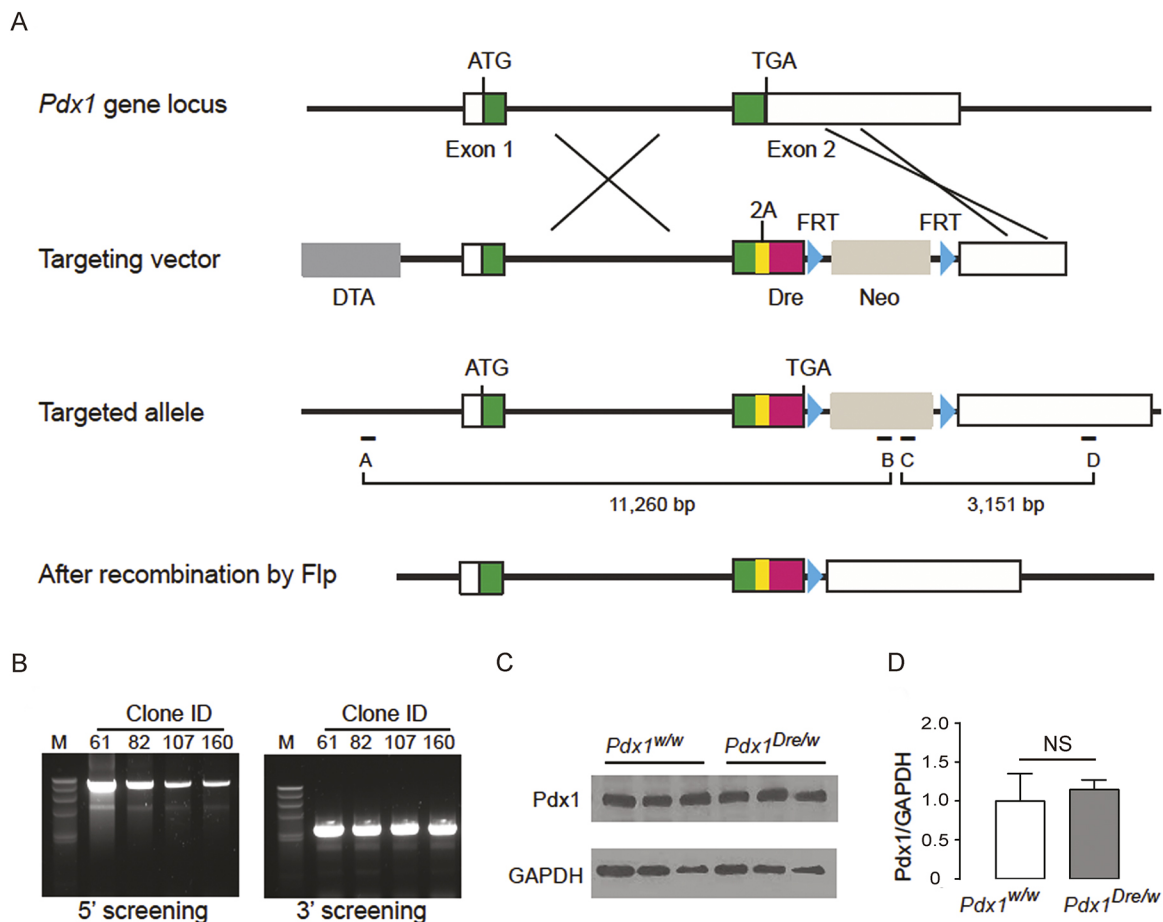 A
ATG
TGA
Pdx1 gene locus
Exon 1
Exon 2
2A
FRT
FRT
Targeting vector
DTA
Dre
Neo
ATG
TGA
Targeted allele
A
B
C
D
11,260 bp
3,151 bp
After recombination by Flp
B
Clone ID
M 61 82 107 160
5' screening
Clone ID
M 61 82 107 160
3' screening
C
Pdx1w/w
Pdx1Dre/w
Pdx1
GAPDH
D
2.0
NS
1.5
1.0
0.5
0
Pdx1/GAPDH
Pdx1w/w
Pdx1Dre/w